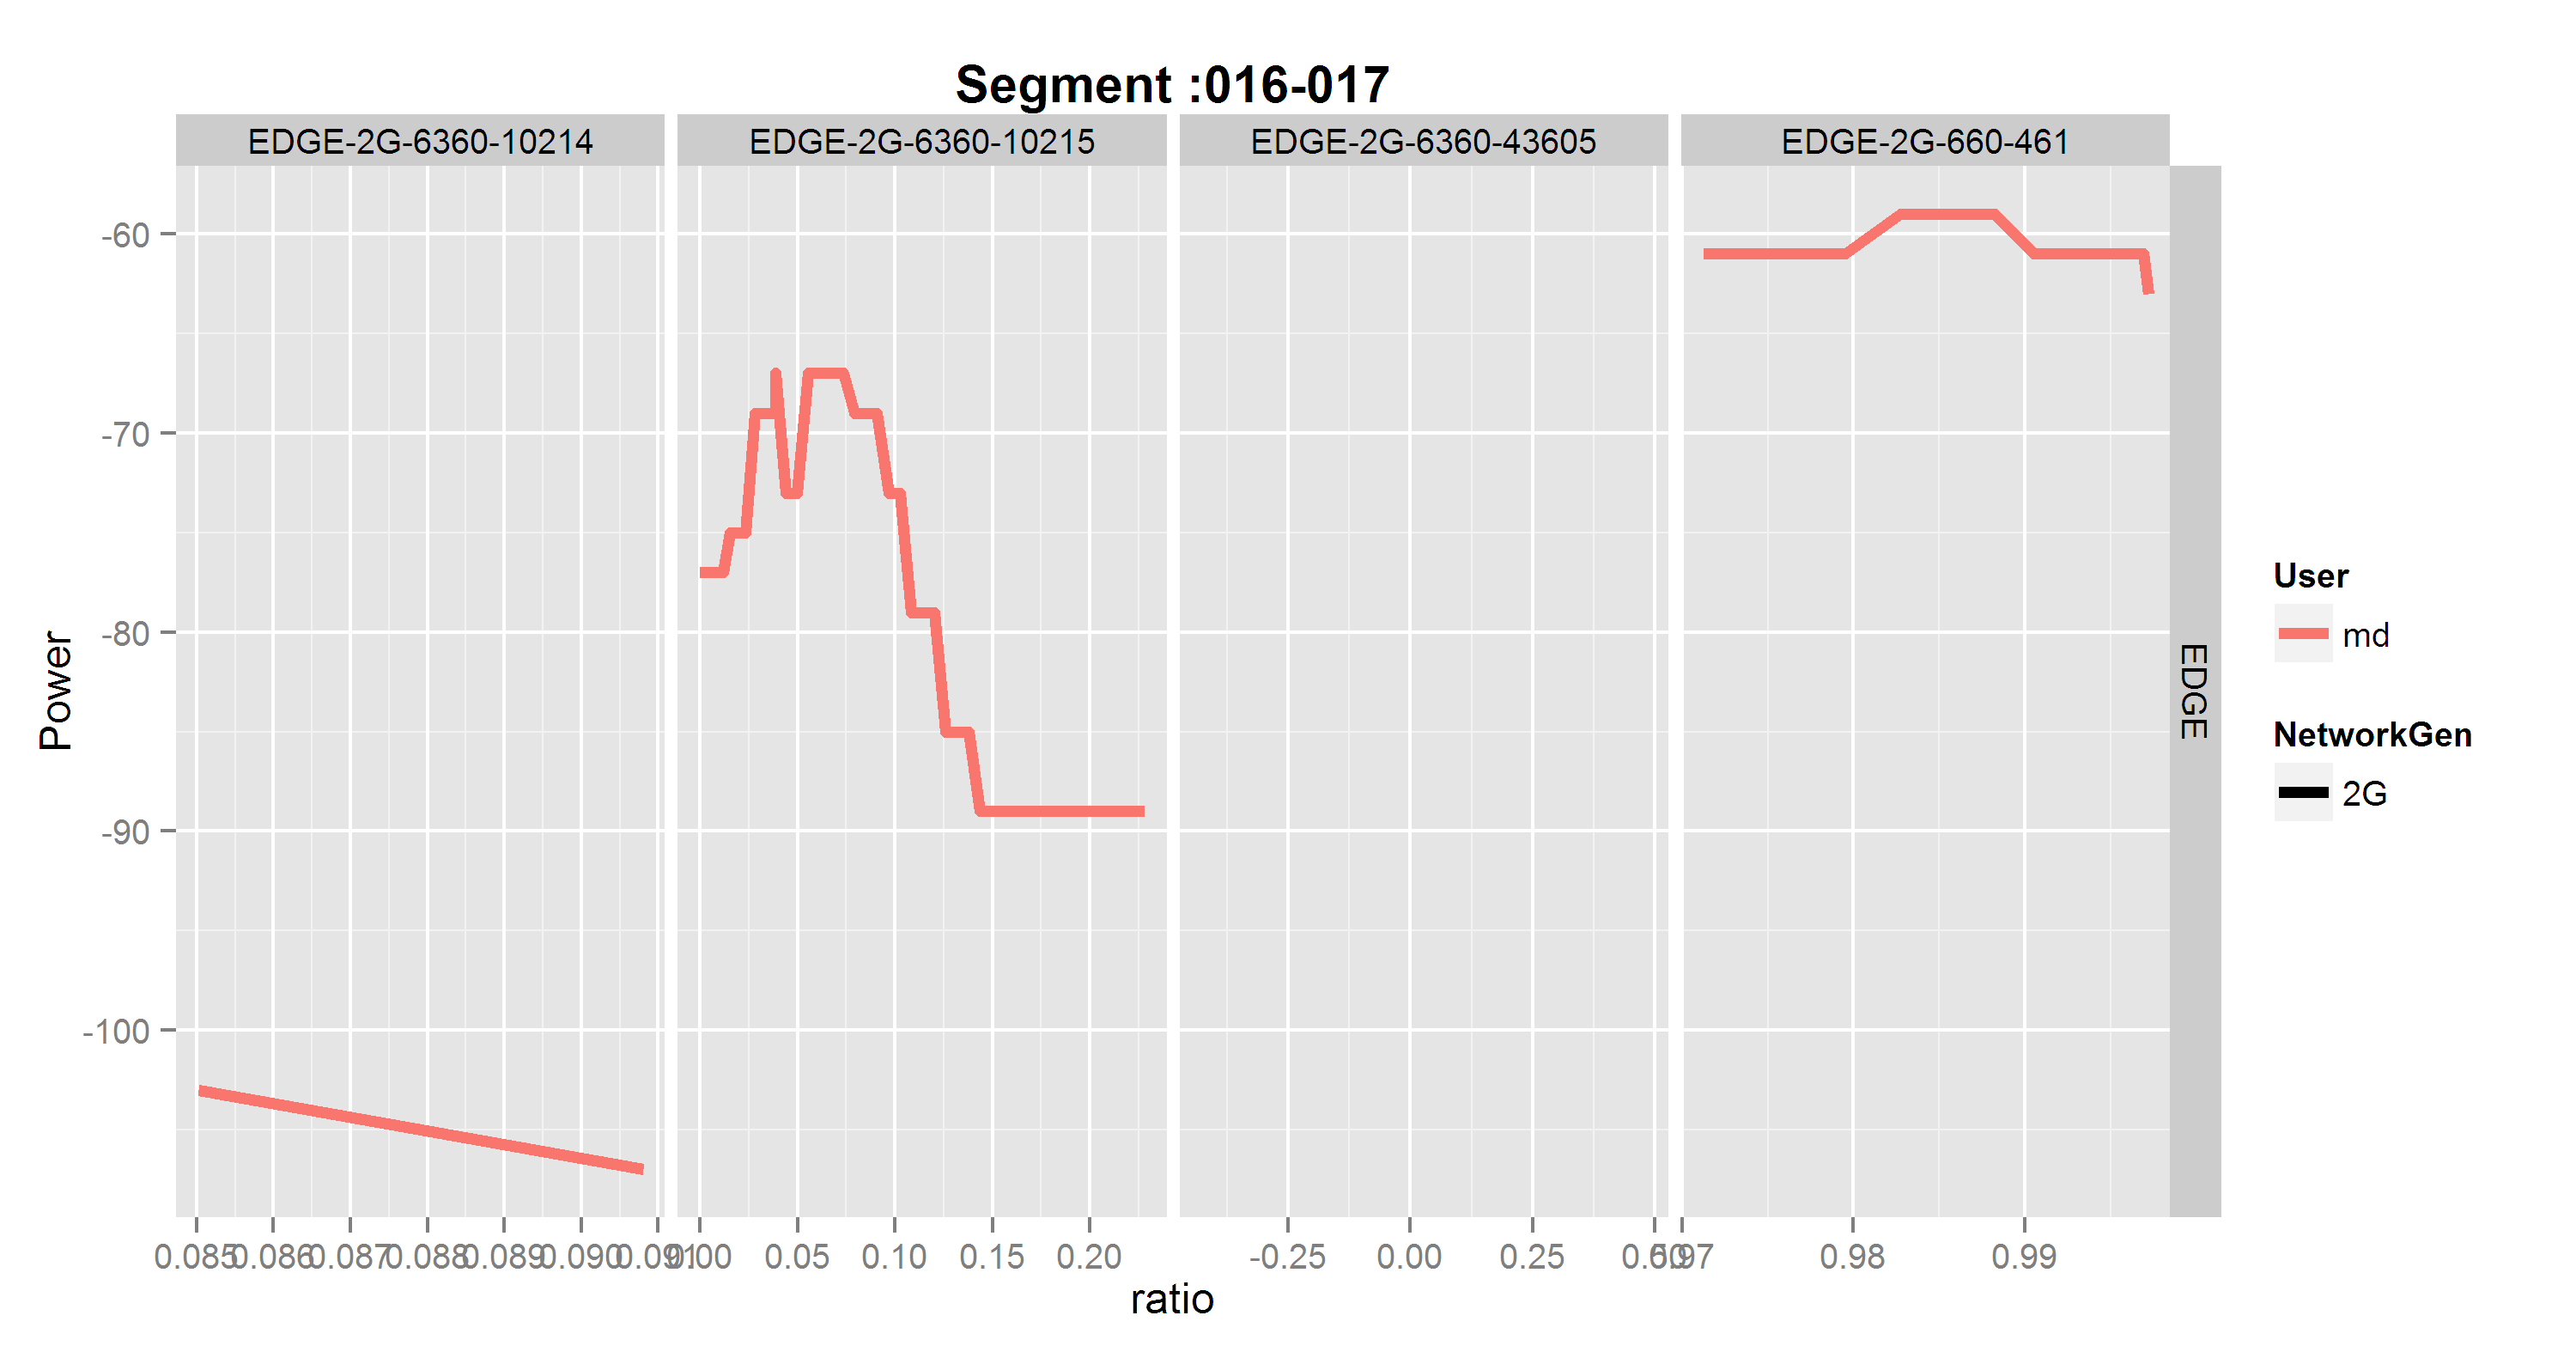 Segment :016-017
EDGE-2G-6360-10214 EDGE-2G-6360-10215 EDGE-2G-6360-43605 EDGE-2G-660-461
-60
-70
-80
-90
-100
Power
EDGE
User
md
NetworkGen
2G
0.085 0.086 0.087 0.088 0.089 0.090 0.091 0.00 0.05 0.10 0.15 0.20 -0.25 0.00 0.25 0.50 0.97 0.98 0.99
ratio